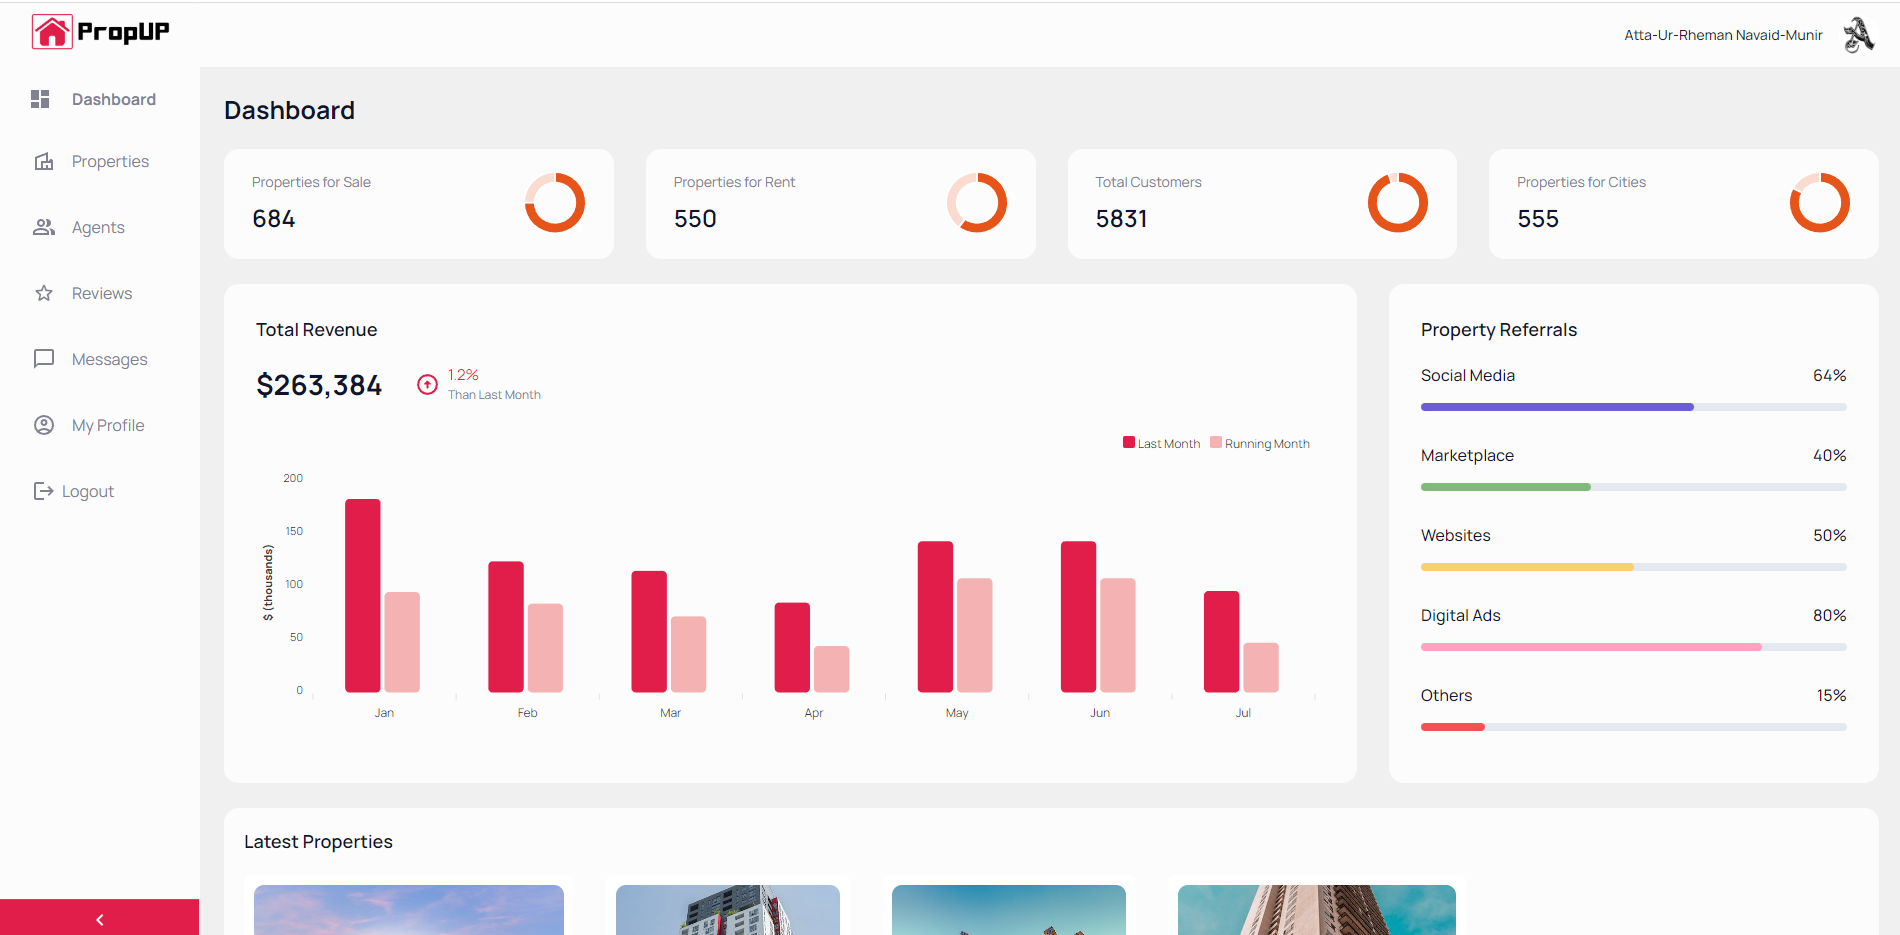 PropUP
Atta-Ur-Rheman Navaid-Munir
Dashboard
Properties
Agents
Reviews
Messages
My Profile
Logout
Dashboard
Properties for Sale
684
Properties for Rent
550
Total Customers
5831
Properties for Cities
555
Total Revenue
$263,384
1.2%
Than Last Month
Last Month Running Month
$ (thousands)
200
150
100
50
0
Jan Feb Mar Apr May Jun Jul
Property Referrals
Social Media 64%
Marketplace 40%
Websites 50%
Digital Ads 80%
Others 15%
Latest Properties